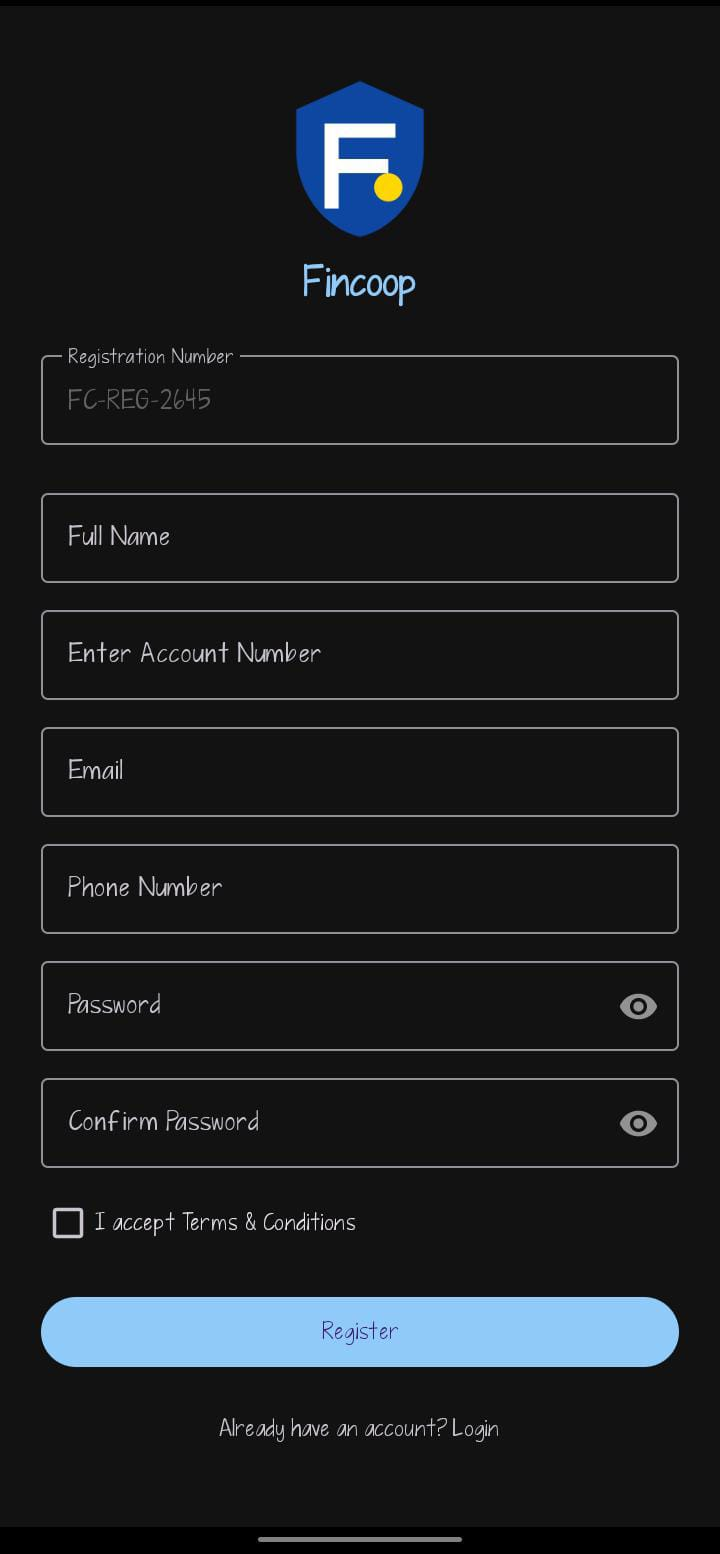 F.
Fincoop
Registration Number
FC-REG-2645
Full Name
Enter Account Number
Email
Phone Number
Password
Confirm Password
I accept Terms & Conditions
Register
Already have an account? Login